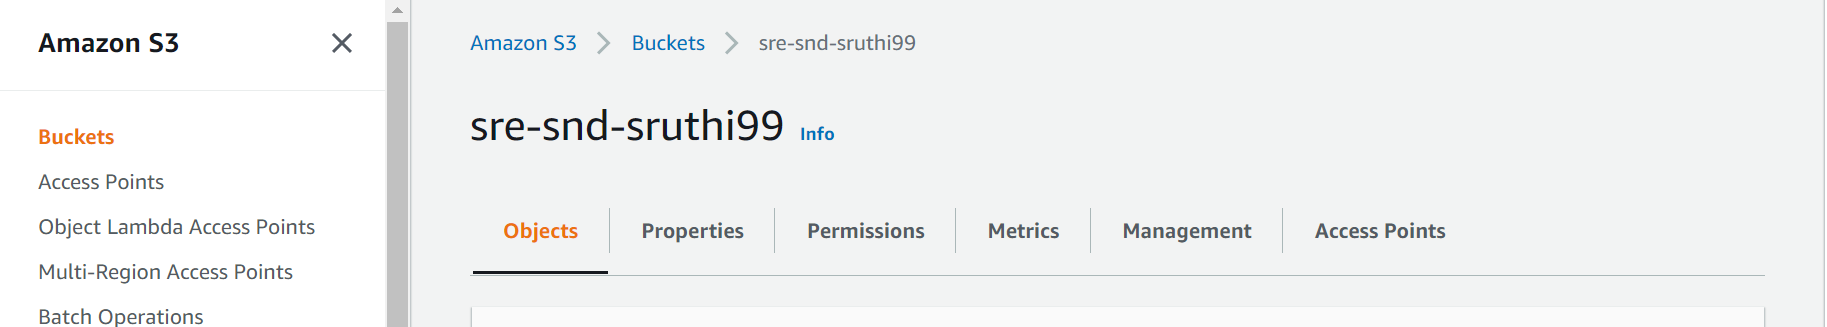 Amazon S3
Buckets
Access Points
Object Lambda Access Points
Multi-Region Access Points
Batch Operations
Amazon S3 > Buckets > sre-snd-sruthi99
sre-snd-sruthi99 Info
Objects Properties Permissions Metrics Management Access Points